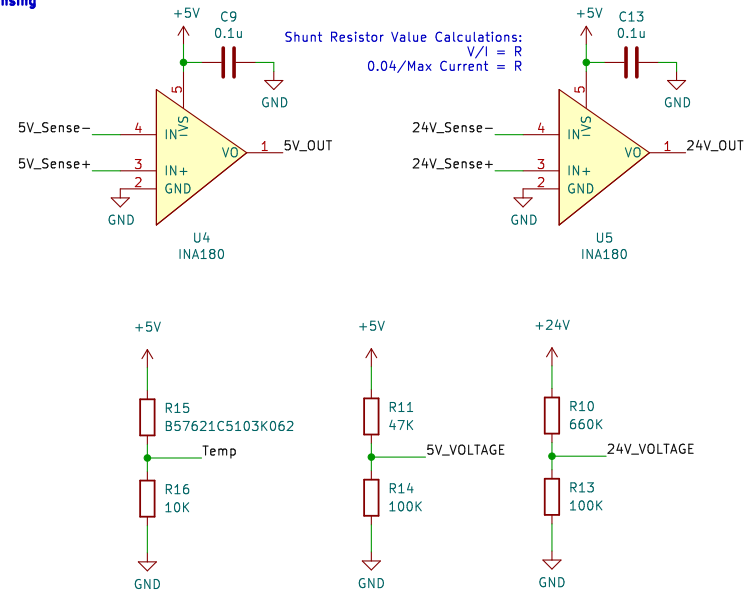 +5V
C9
0.1u
GND
5
5V_Sense-
4
IN-
VS
5V_Sense+
3
IN+
VO
1
5V_OUT
2
GND
GND
U4
INA180
Shunt Resistor Value Calculations:
V/I = R
0.04/Max Current = R
+5V
C13
0.1u
GND
5
24V_Sense-
4
IN-
VS
24V_Sense+
3
IN+
VO
1
24V_OUT
2
GND
GND
U5
INA180
+5V
R15
B57621C5103K062
Temp
R16
10K
GND
+5V
R11
47K
5V_VOLTAGE
R14
100K
GND
+24V
R10
660K
24V_VOLTAGE
R13
100K
GND